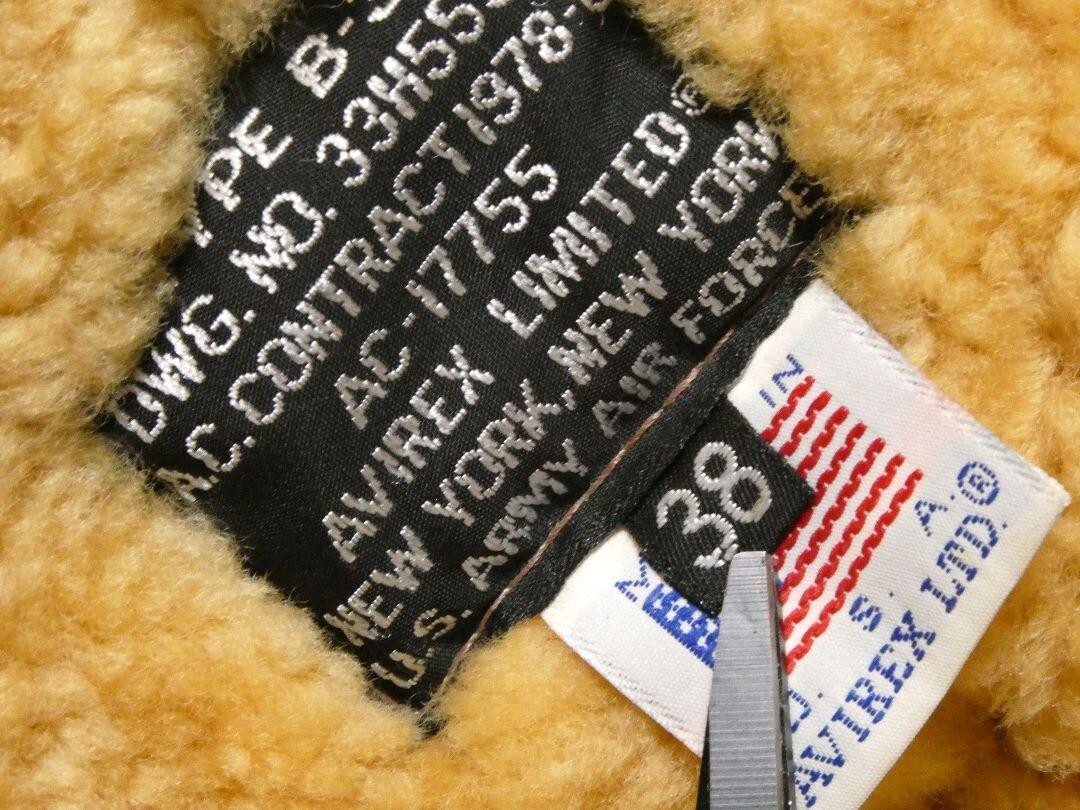 YPE B-
DWG. NO. 33H55
A.C. CONTRACT 1978-
AC-17755
AVIREX LIMITED®
NEW YORK, NEW YORK
U.S. ARMY AIR FORCE
38
U. S. A.
AVIREX LTD.®